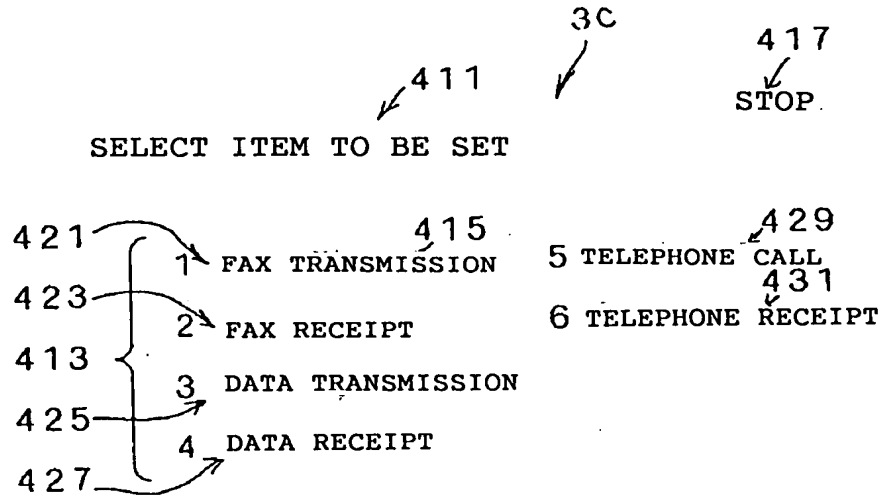 3C
417
411
STOP.
SELECT ITEM TO BE SET
421
415
429
1 FAX TRANSMISSION
5 TELEPHONE CALL
423
431
2 FAX RECEIPT
6 TELEPHONE RECEIPT
413
3 DATA TRANSMISSION
425
4 DATA RECEIPT
427